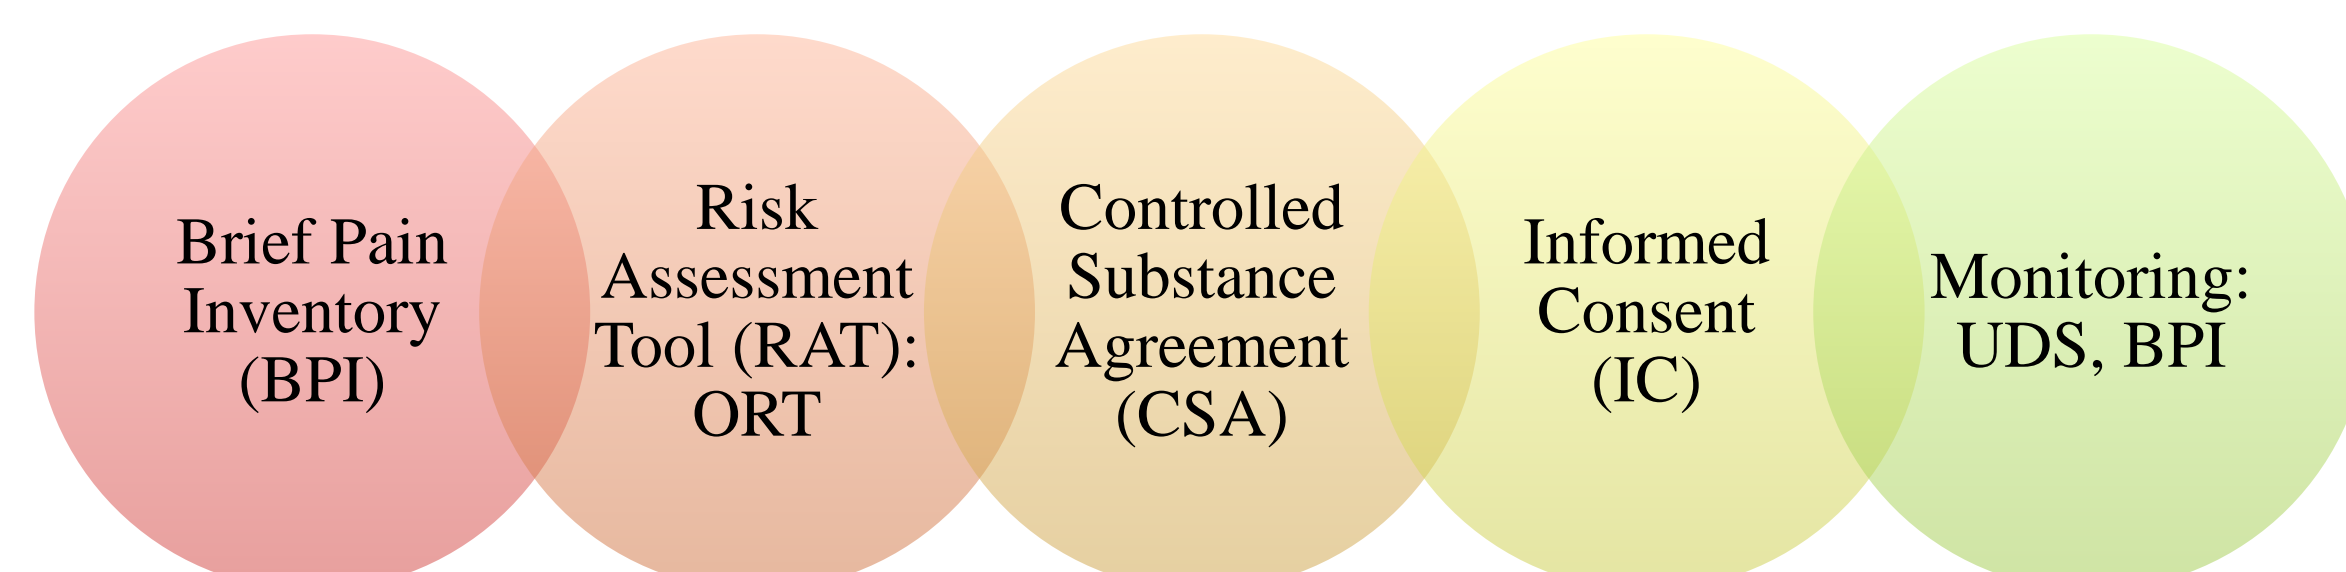 Brief Pain
Inventory
(BPI)
Risk
Assessment
Tool (RAT):
ORT
Controlled
Substance
Agreement
(CSA)
Informed
Consent
(IC)
Monitoring:
UDS, BPI